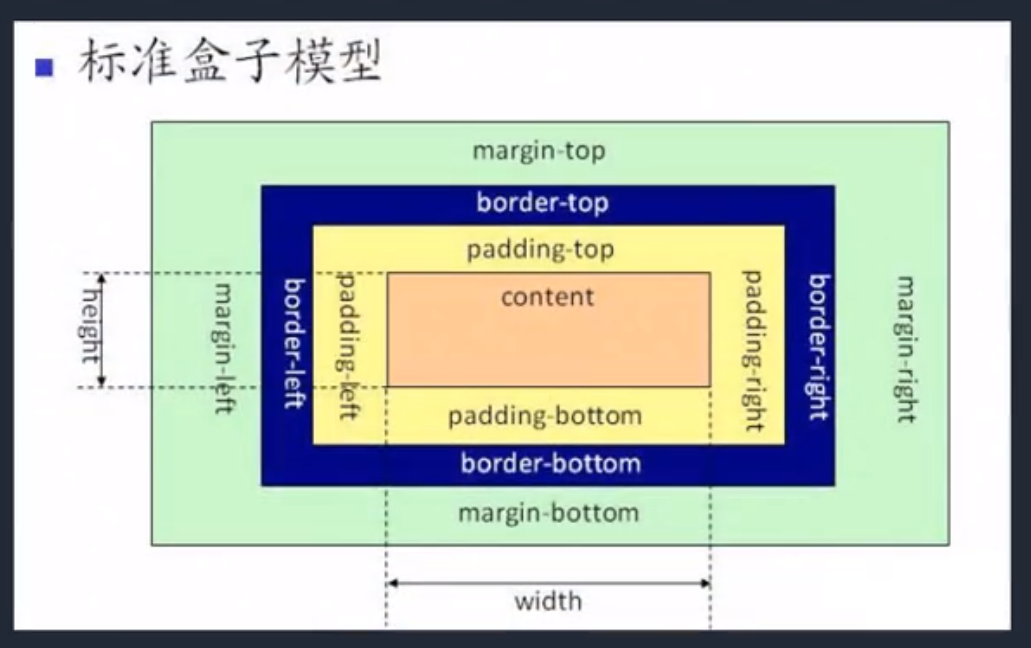 标准盒子模型
margin-top
border-top
padding-top
content
height
margin-left
border-left
padding-left
padding-right
border-right
margin-right
padding-bottom
border-bottom
margin-bottom
width